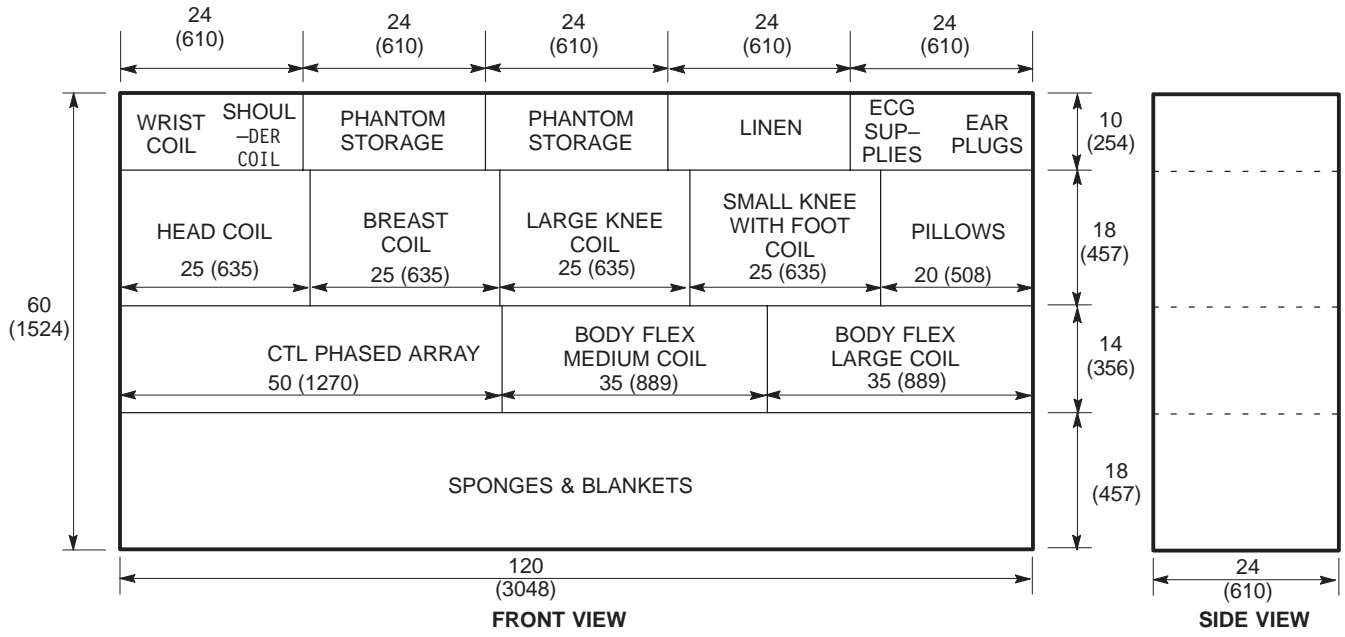 24
(610)
24
(610)
24
(610)
24
(610)
24
(610)
WRIST
COIL
SHOUL
–DER
COIL
PHANTOM
STORAGE
PHANTOM
STORAGE
LINEN
ECG
SUP–
PLIES
EAR
PLUGS
10
(254)
HEAD COIL
25 (635)
BREAST
COIL
25 (635)
LARGE KNEE
COIL
25 (635)
SMALL KNEE
WITH FOOT
COIL
25 (635)
PILLOWS
20 (508)
18
(457)
60
(1524)
CTL PHASED ARRAY
50 (1270)
BODY FLEX
MEDIUM COIL
35 (889)
BODY FLEX
LARGE COIL
35 (889)
14
(356)
SPONGES & BLANKETS
18
(457)
120
(3048)
FRONT VIEW
24
(610)
SIDE VIEW